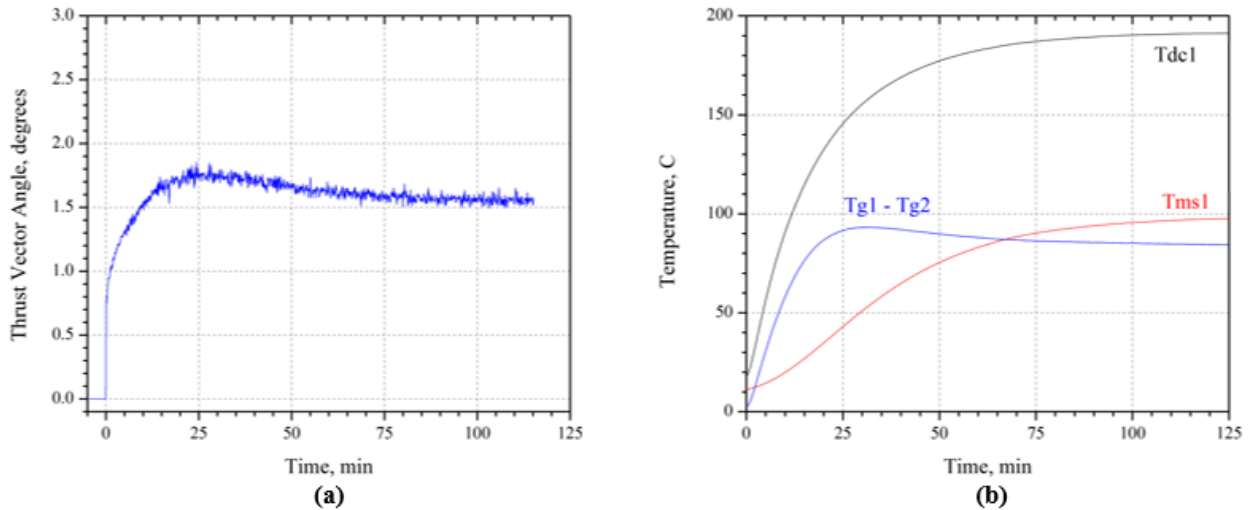 3.0
2.5
2.0
1.5
1.0
0.5
0.0
Thrust Vector Angle, degrees
0 25 50 75 100 125
Time, min
(a)
200
150
100
50
0
Temperature, C
Tdc1
Tg1 - Tg2
Tms1
0 25 50 75 100 125
Time, min
(b)